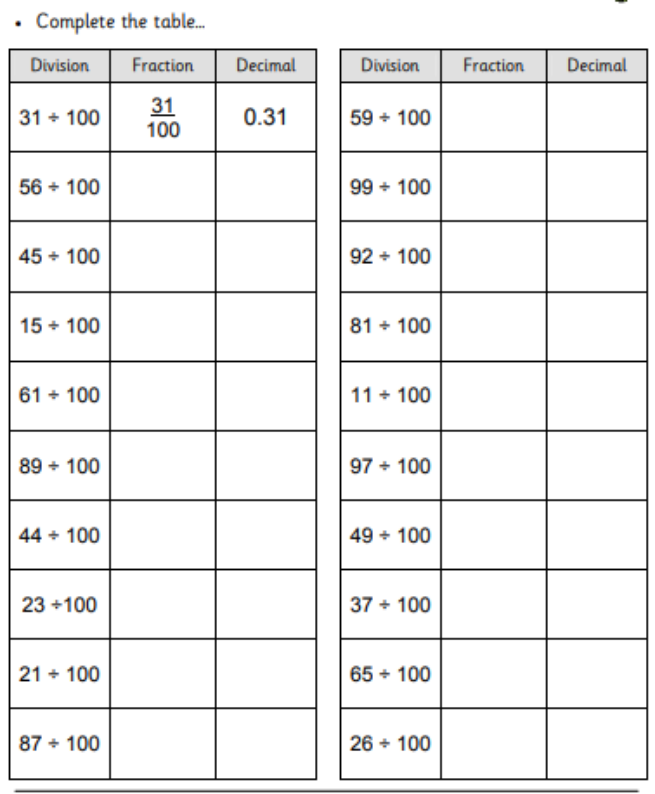 • Complete the table...
Division Fraction Decimal
31 ÷ 100 31/100 0.31
56 ÷ 100
45 ÷ 100
15 ÷ 100
61 ÷ 100
89 ÷ 100
44 ÷ 100
23 ÷100
21 ÷ 100
87 ÷ 100
Division Fraction Decimal
59 ÷ 100
99 ÷ 100
92 ÷ 100
81 ÷ 100
11 ÷ 100
97 ÷ 100
49 ÷ 100
37 ÷ 100
65 ÷ 100
26 ÷ 100